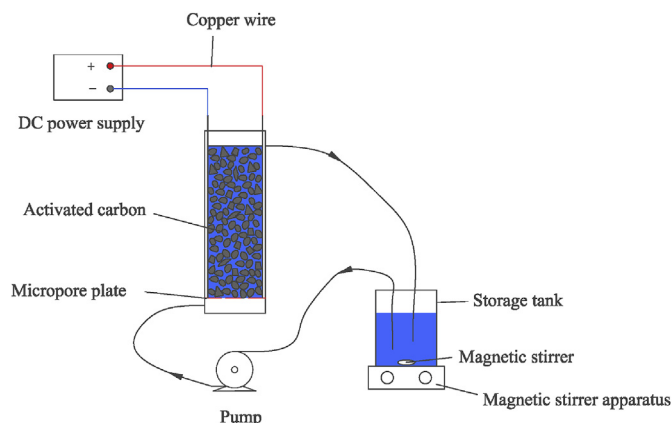 Copper wire
+
−
DC power supply
Activated carbon
Micropore plate
Storage tank
Magnetic stirrer
Magnetic stirrer apparatus
Pump